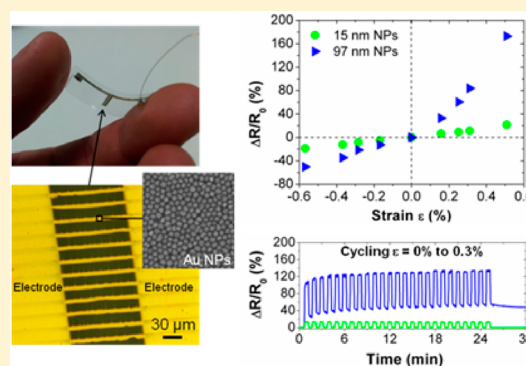 Au NPs
Electrode
Electrode
30 μm
15 nm NPs
97 nm NPs
ΔR/R₀ (%)
160
120
80
40
0
-40
-80
-0.6 -0.4 -0.2 0.0 0.2 0.4 0.6
Strain ε (%)
Cycling ε = 0% to 0.3%
ΔR/R₀ (%)
200
160
120
80
40
0
0 3 6 9 12 15 18 21 24 27 30
Time (min)